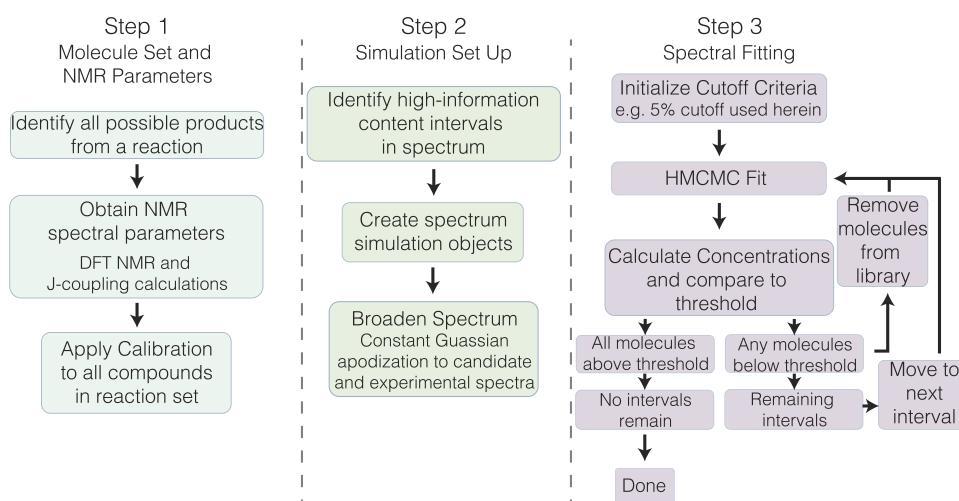 Step 1
Molecule Set and
NMR Parameters
Identify all possible products
from a reaction
Obtain NMR
spectral parameters
DFT NMR and
J-coupling calculations
Apply Calibration
to all compounds
in reaction set
Step 2
Simulation Set Up
Identify high-information
content intervals
in spectrum
Create spectrum
simulation objects
Broaden Spectrum
Constant Guassian
apodization to candidate
and experimental spectra
Step 3
Spectral Fitting
Initialize Cutoff Criteria
e.g. 5% cutoff used herein
HMCMC Fit
Calculate Concentrations
and compare to
threshold
Remove
molecules
from
library
All molecules
above threshold
Any molecules
below threshold
No intervals
remain
Remaining
intervals
Move to
next
interval
Done